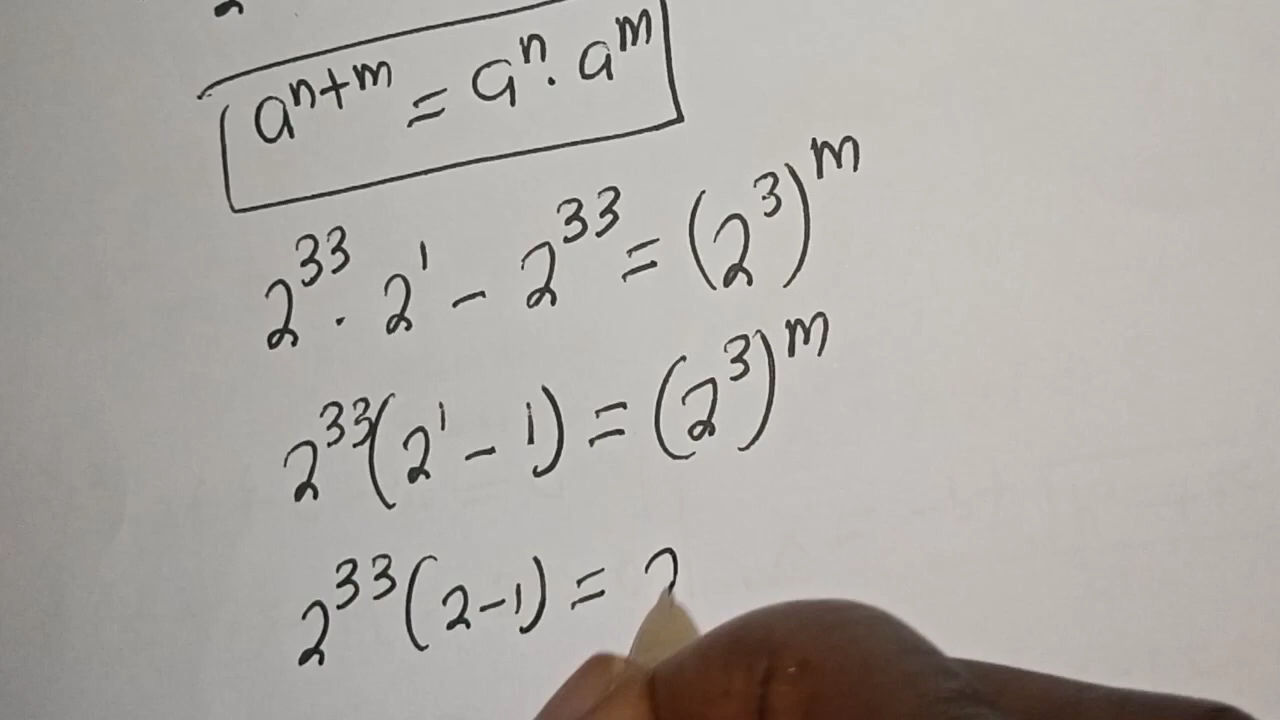 a^{n+m} = a^n · a^m
2^{33} · 2^1 - 2^{33} = (2^3)^m
2^{33}(2^1 - 1) = (2^3)^m
2^{33}(2-1) = 2